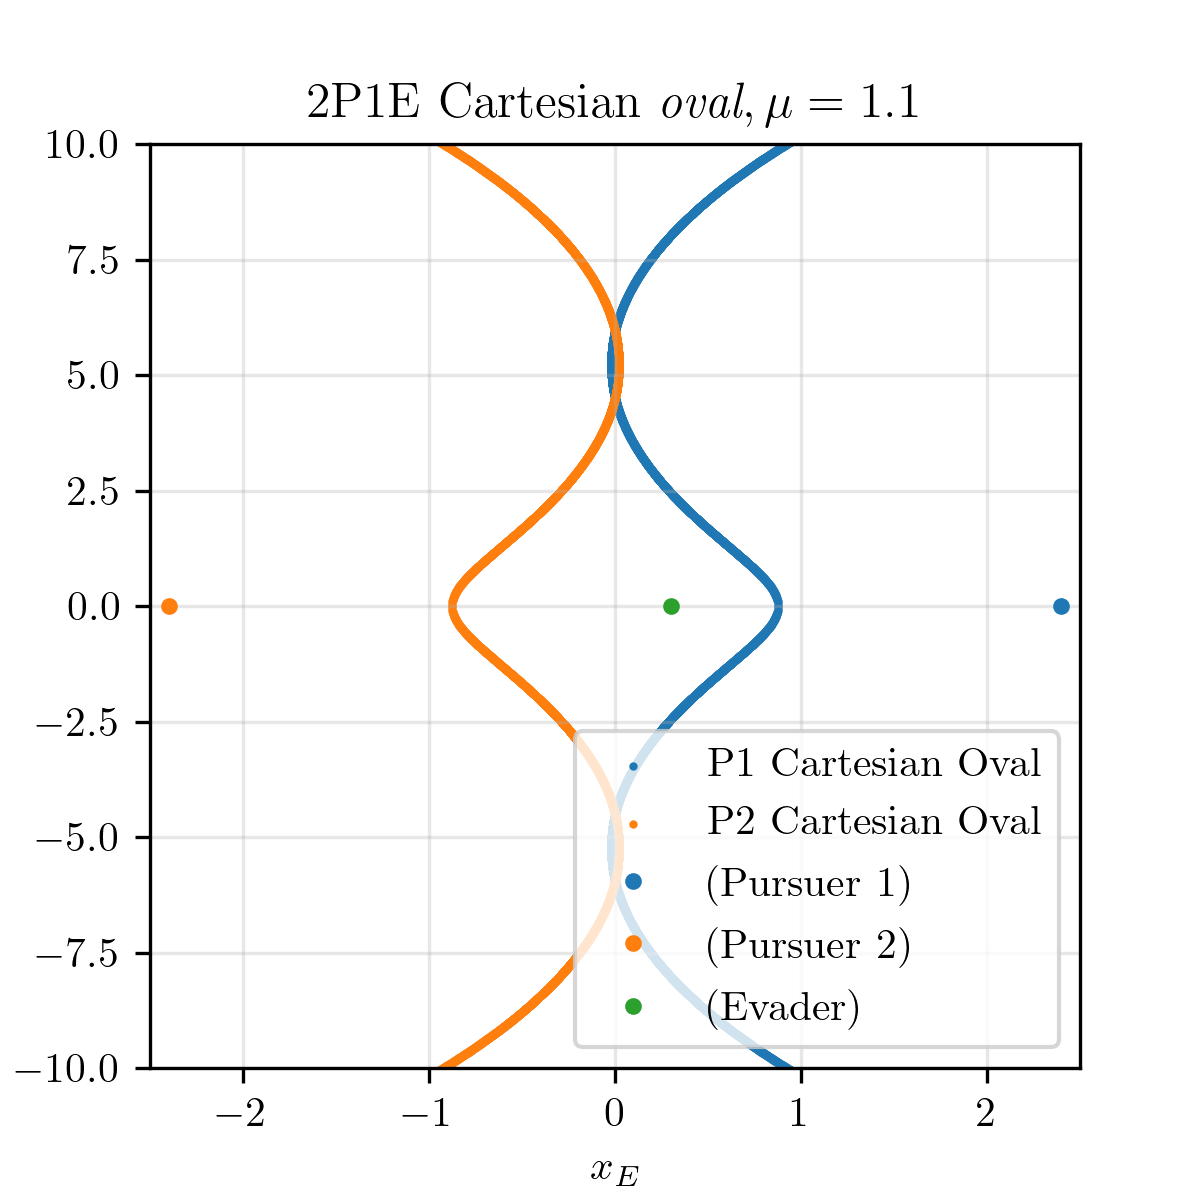 2P1E Cartesian oval, μ = 1.1
10.0
7.5
5.0
2.5
0.0
−2.5
−5.0
−7.5
−10.0
P1 Cartesian Oval
P2 Cartesian Oval
(Pursuer 1)
(Pursuer 2)
(Evader)
−2 −1 0 1 2
x_E